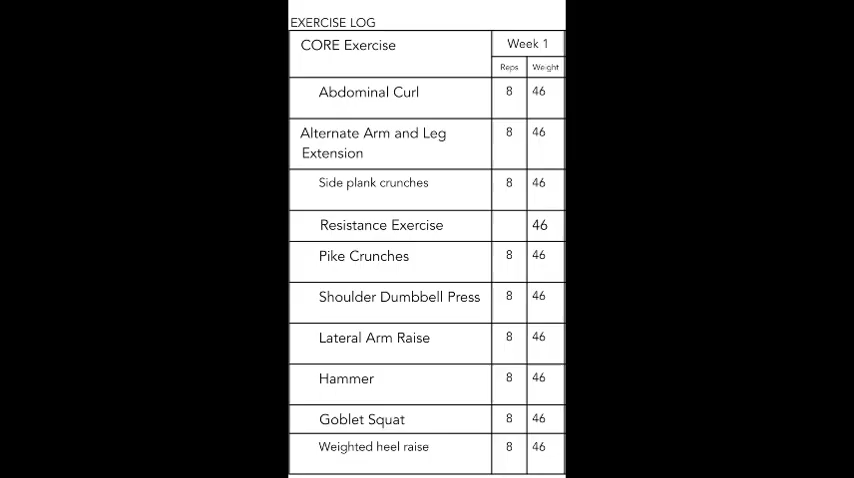 EXERCISE LOG
CORE Exercise Week 1
Reps Weight
Abdominal Curl 8 46
Alternate Arm and Leg 8 46
Extension
Side plank crunches 8 46
Resistance Exercise 46
Pike Crunches 8 46
Shoulder Dumbbell Press 8 46
Lateral Arm Raise 8 46
Hammer 8 46
Goblet Squat 8 46
Weighted heel raise 8 46